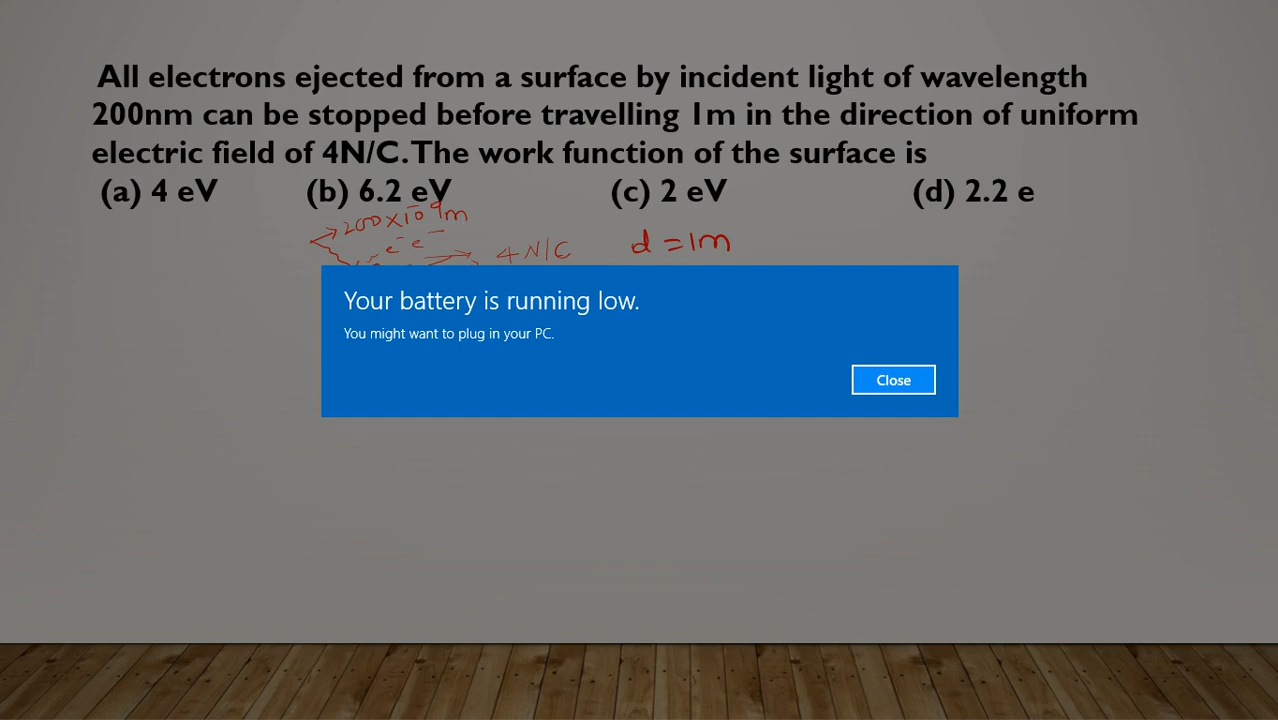 All electrons ejected from a surface by incident light of wavelength
200nm can be stopped before travelling 1m in the direction of uniform
electric field of 4N/C. The work function of the surface is
(a) 4 eV (b) 6.2 eV (c) 2 eV (d) 2.2 e
200×10⁻⁹m
e⁻ e⁻
4 N/C d = 1m
Your battery is running low.
You might want to plug in your PC.
Close